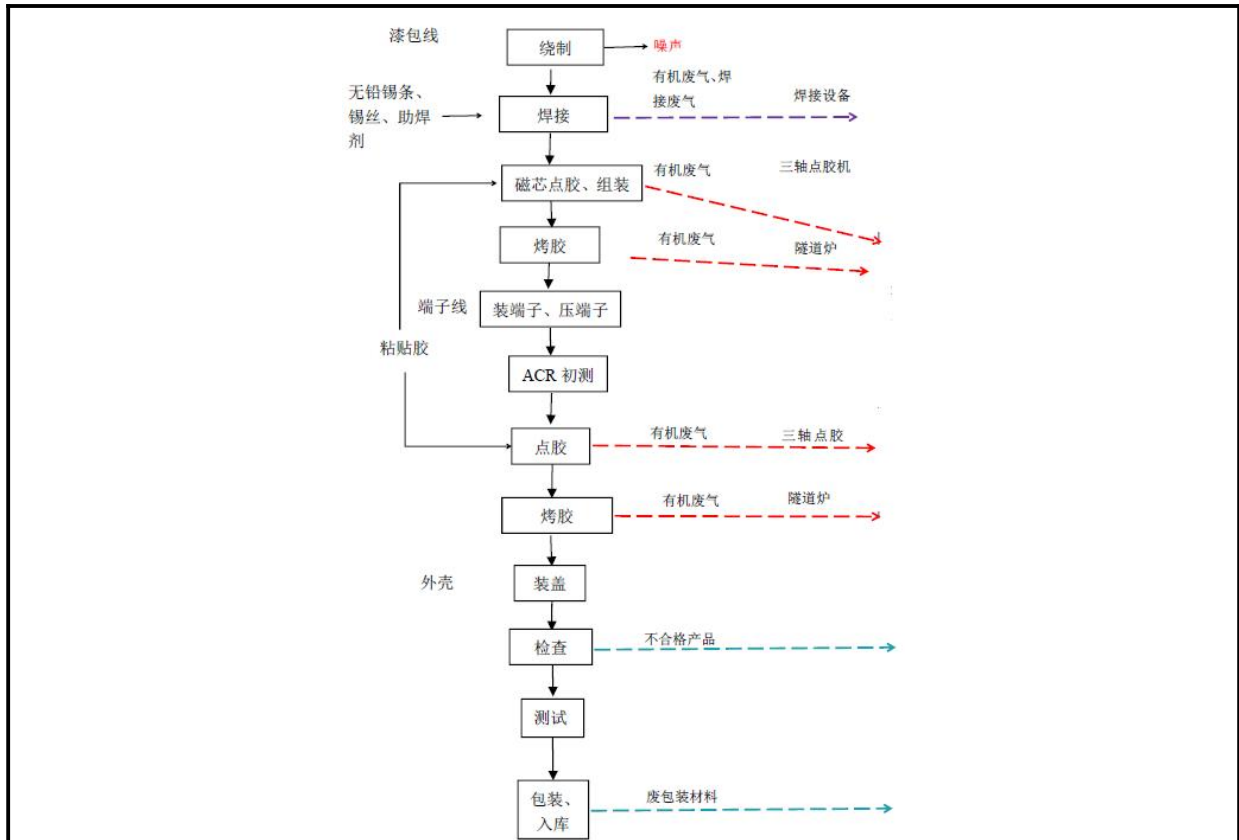 漆包线
绕制
噪声
有机废气、焊
接废气
焊接设备
无铅锡条、
锡丝、助焊
剂
焊接
有机废气
三轴点胶机
磁芯点胶、组装
烤胶
有机废气
隧道炉
端子线
装端子、压端子
粘贴胶
ACR 初测
点胶
有机废气
三轴点胶
烤胶
有机废气
隧道炉
外壳
装盖
检查
不合格产品
测试
包装、
入库
废包装材料